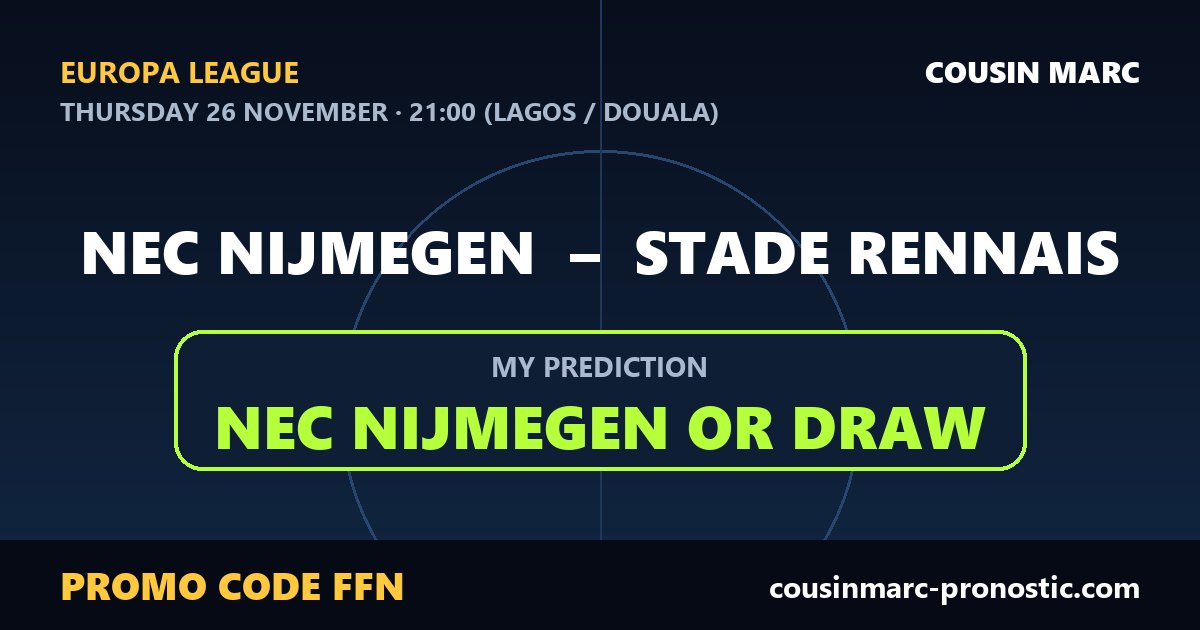 EUROPA LEAGUE
COUSIN MARC
THURSDAY 26 NOVEMBER · 21:00 (LAGOS / DOUALA)
NEC NIJMEGEN – STADE RENNAIS
MY PREDICTION
NEC NIJMEGEN OR DRAW
PROMO CODE FFN
cousinmarc-pronostic.com